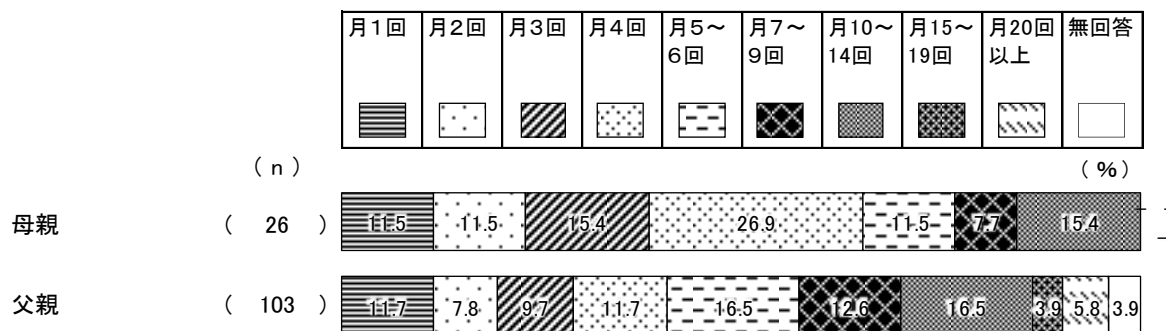 月1回 月2回 月3回 月4回 月5～6回 月7～9回 月10～14回 月15～19回 月20回以上 無回答
（ｎ） （%）
母親 （ 26 ） 11.5 11.5 15.4 26.9 11.5 7.7 15.4
父親 （ 103 ） 11.7 7.8 9.7 11.7 16.5 12.6 16.5 3.9 5.8 3.9